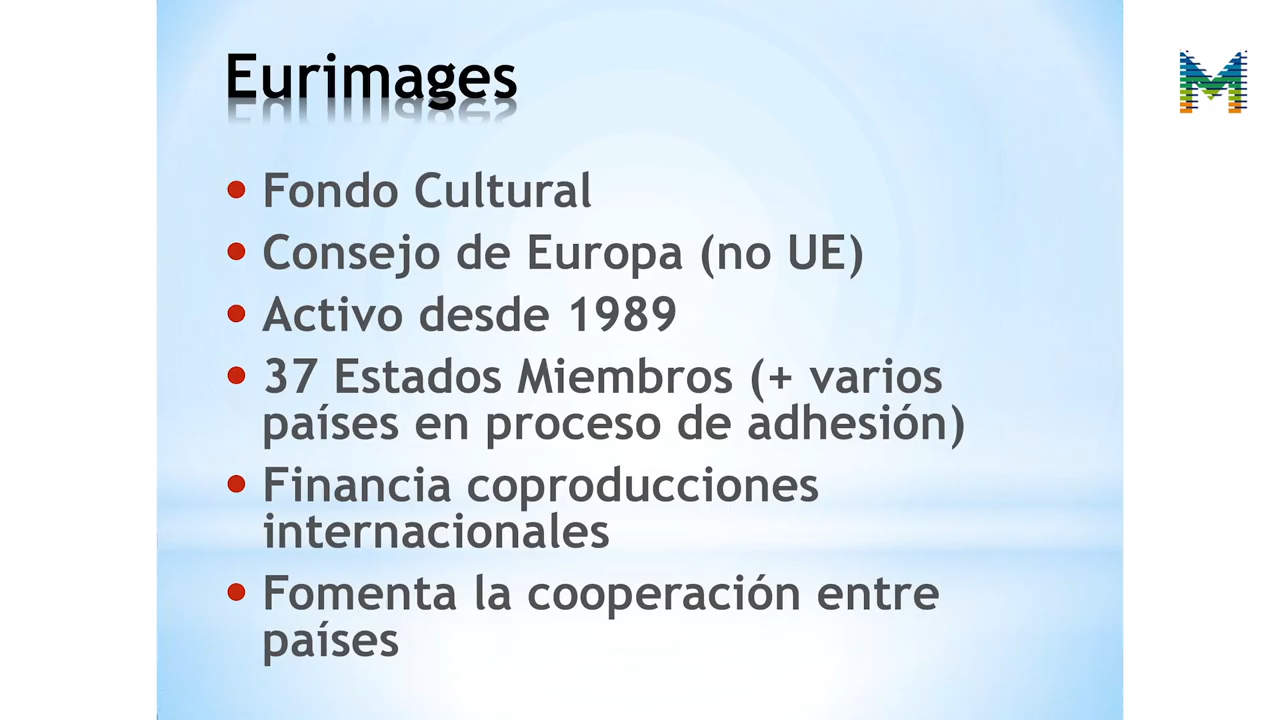 Eurimages
• Fondo Cultural
• Consejo de Europa (no UE)
• Activo desde 1989
• 37 Estados Miembros (+ varios
países en proceso de adhesión)
• Financia coproducciones
internacionales
• Fomenta la cooperación entre
países
M